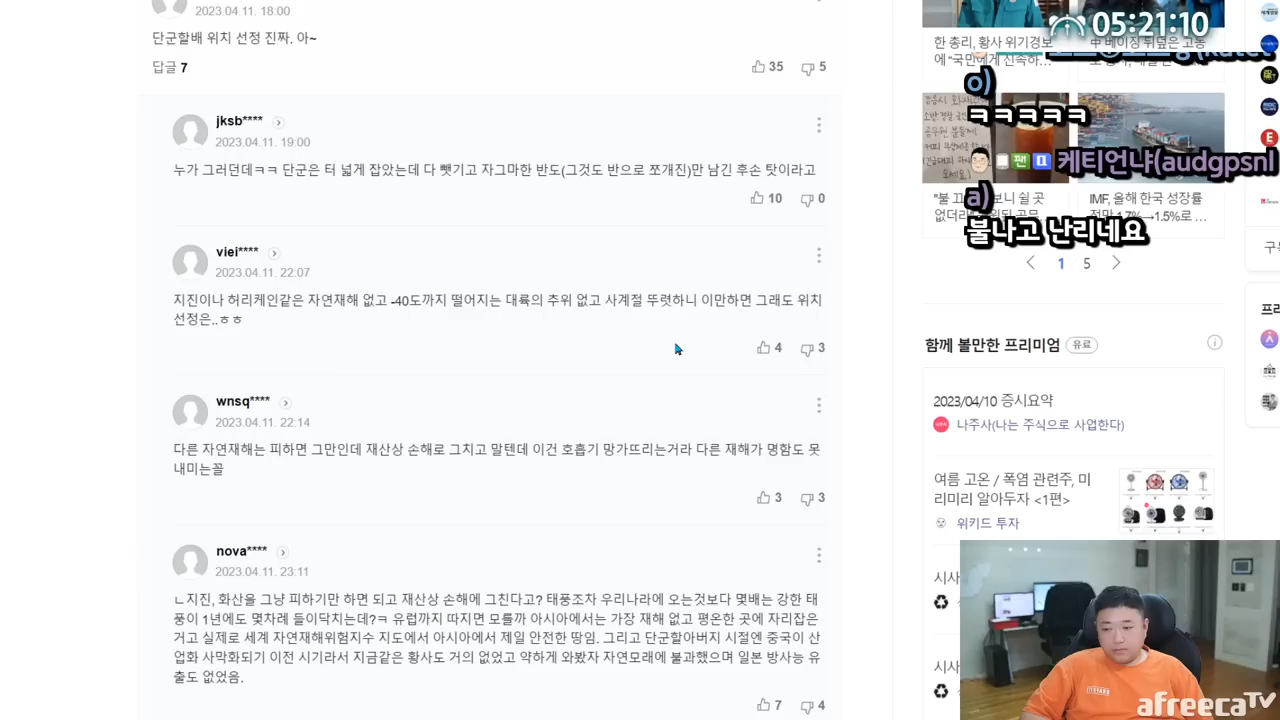 2023.04.11. 18:00
단군할배 위치 선정 진짜. 아~
답글 7
35
5
jksb****
2023.04.11. 19:00
누가 그러던데ㅋㅋ 단군은 터 넓게 잡았는데 다 뺏기고 자그마한 반도(그것도 반으로 쪼개진)만 남긴 후손 탓이라고
10
0
viei****
2023.04.11. 22:07
지진이나 허리케인같은 자연재해 없고 -40도까지 떨어지는 대륙의 추위 없고 사계절 뚜렷하니 이만하면 그래도 위치
선정은..ㅎㅎ
4
3
wnsq****
2023.04.11. 22:14
다른 자연재해는 피하면 그만인데 재산상 손해로 그치고 말텐데 이건 호흡기 망가뜨리는거라 다른 재해가 명함도 못
내미는꼴
3
3
nova****
2023.04.11. 23:11
ㄴ지진, 화산을 그냥 피하기만 하면 되고 재산상 손해에 그친다고? 태풍조차 우리나라에 오는것보다 몇배는 강한 태
풍이 1년에도 몇차례 들이닥치는데?ㅋ 유럽까지 따지면 모를까 아시아에서는 가장 재해 없고 평온한 곳에 자리잡은
거고 실제로 세계 자연재해위험지수 지도에서 아시아에서 제일 안전한 땅임. 그리고 단군할아버지 시절엔 중국이 산
업화 사막화되기 이전 시기라서 지금같은 황사도 거의 없었고 약하게 와봤자 자연모래에 불과했으며 일본 방사능 유
출도 없었음.
7
4
05:21:10
한 총리, 황사 위기경보
에 "국민에게 신속하...
中 베이징 뒤덮은
이)
ㅋㅋㅋㅋㅋ
팬
케티언냐(audgpsnl
a)
불나고 난리네요
"불
보니 쉴 곳
없더라"
IMF, 올해 한국 성장률
전망 1.7%→1.5%로 ...
1
5
함께 볼만한 프리미엄 유료
2023/04/10 증시요약
나주사(나는 주식으로 사업한다)
여름 고온 / 폭염 관련주, 미
리미리 알아두자 <1편>
위키드 투자
시사
시사
구독
프리
afreecaTV